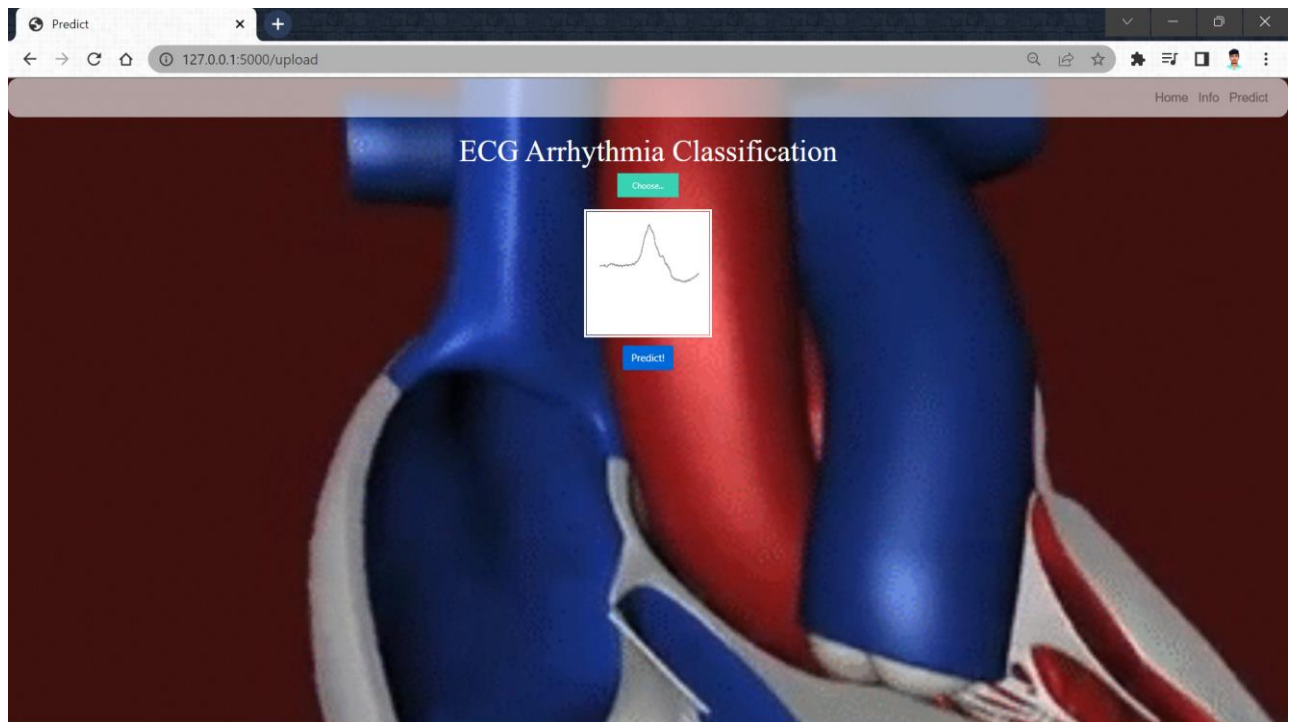 Predict
127.0.0.1:5000/upload
Home Info Predict
ECG Arrhythmia Classification
Choose...
Predict!